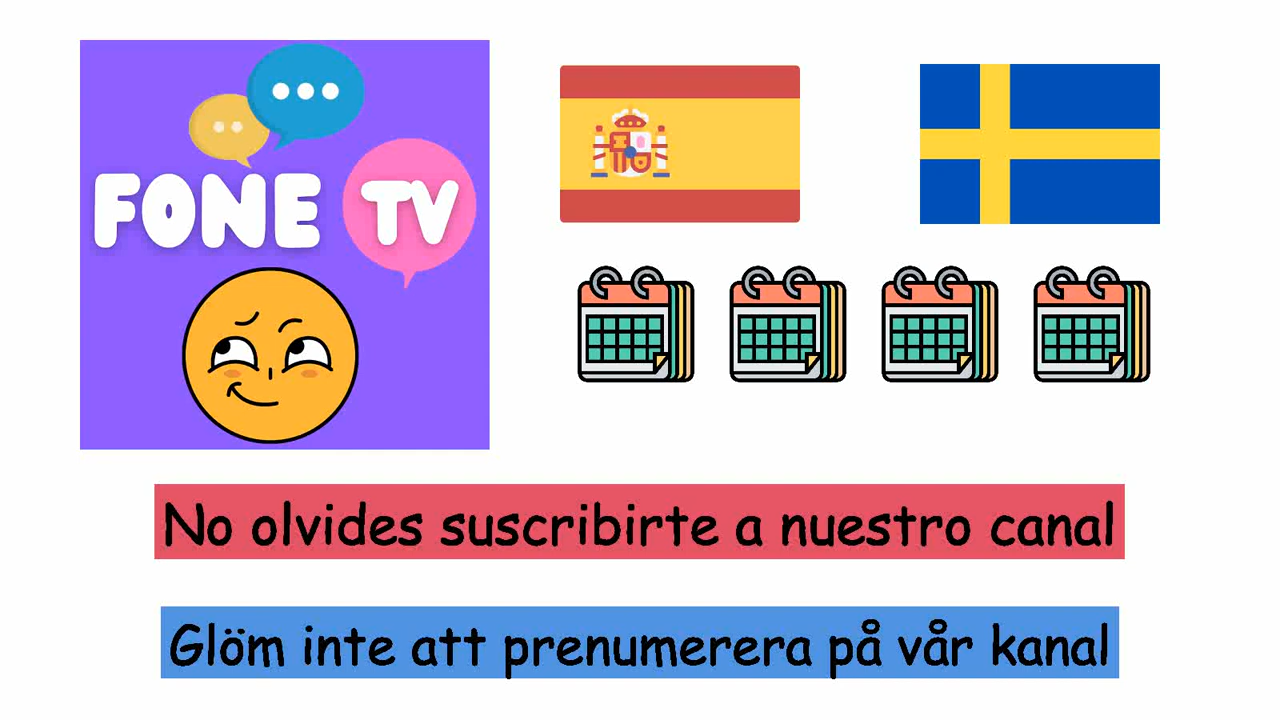 FONE TV
No olvides suscribirte a nuestro canal
Glöm inte att prenumerera på vår kanal